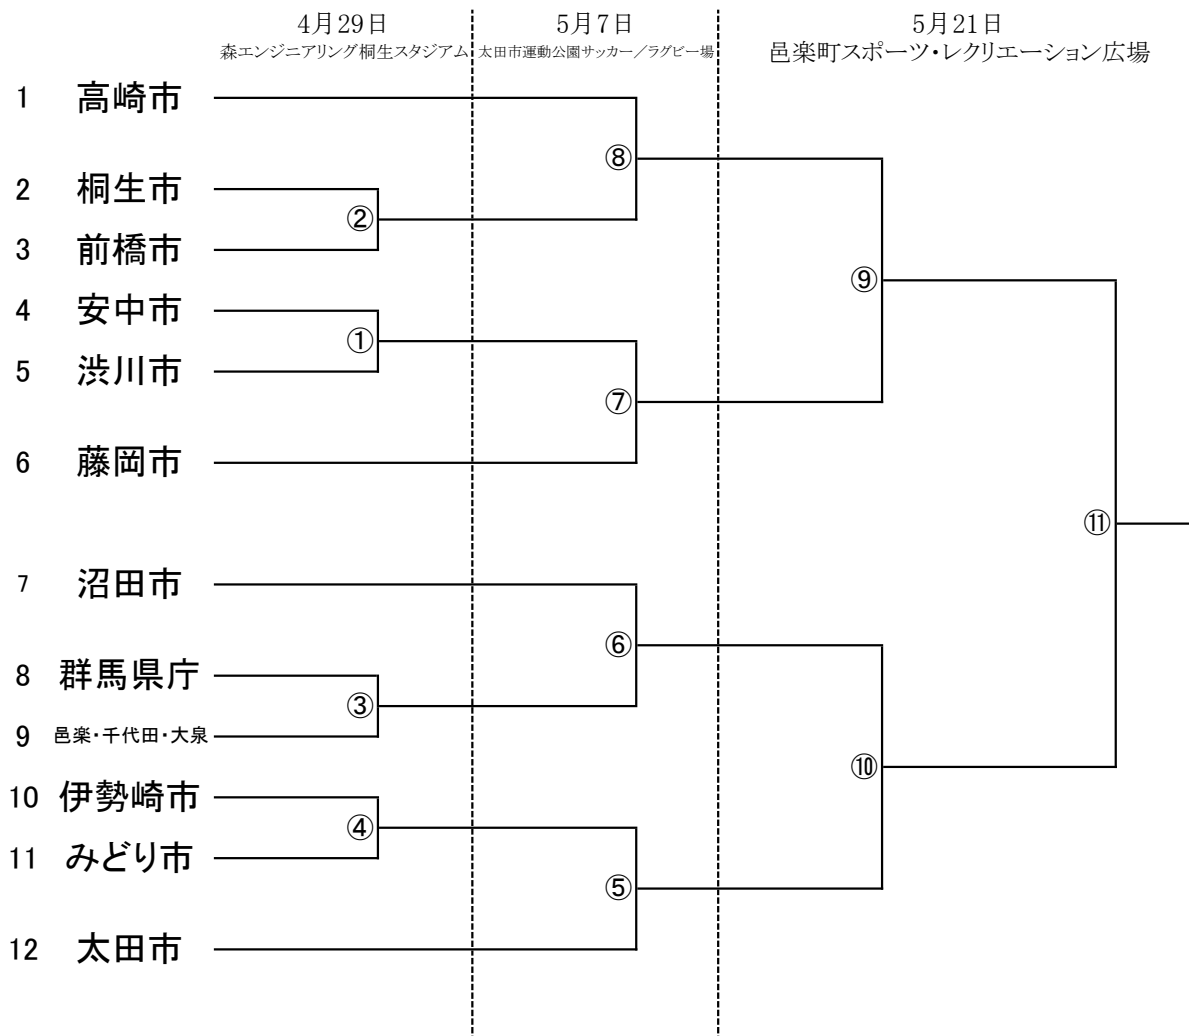 4月29日
森エンジニアリング桐生スタジアム
5月7日
太田市運動公園サッカー／ラグビー場
5月21日
邑楽町スポーツ・レクリエーション広場
1 高崎市
⑧
2 桐生市
②
3 前橋市
⑨
4 安中市
①
5 渋川市
⑦
6 藤岡市
⑪
7 沼田市
⑥
8 群馬県庁
③
9 邑楽・千代田・大泉
⑩
10 伊勢崎市
④
11 みどり市
⑤
12 太田市